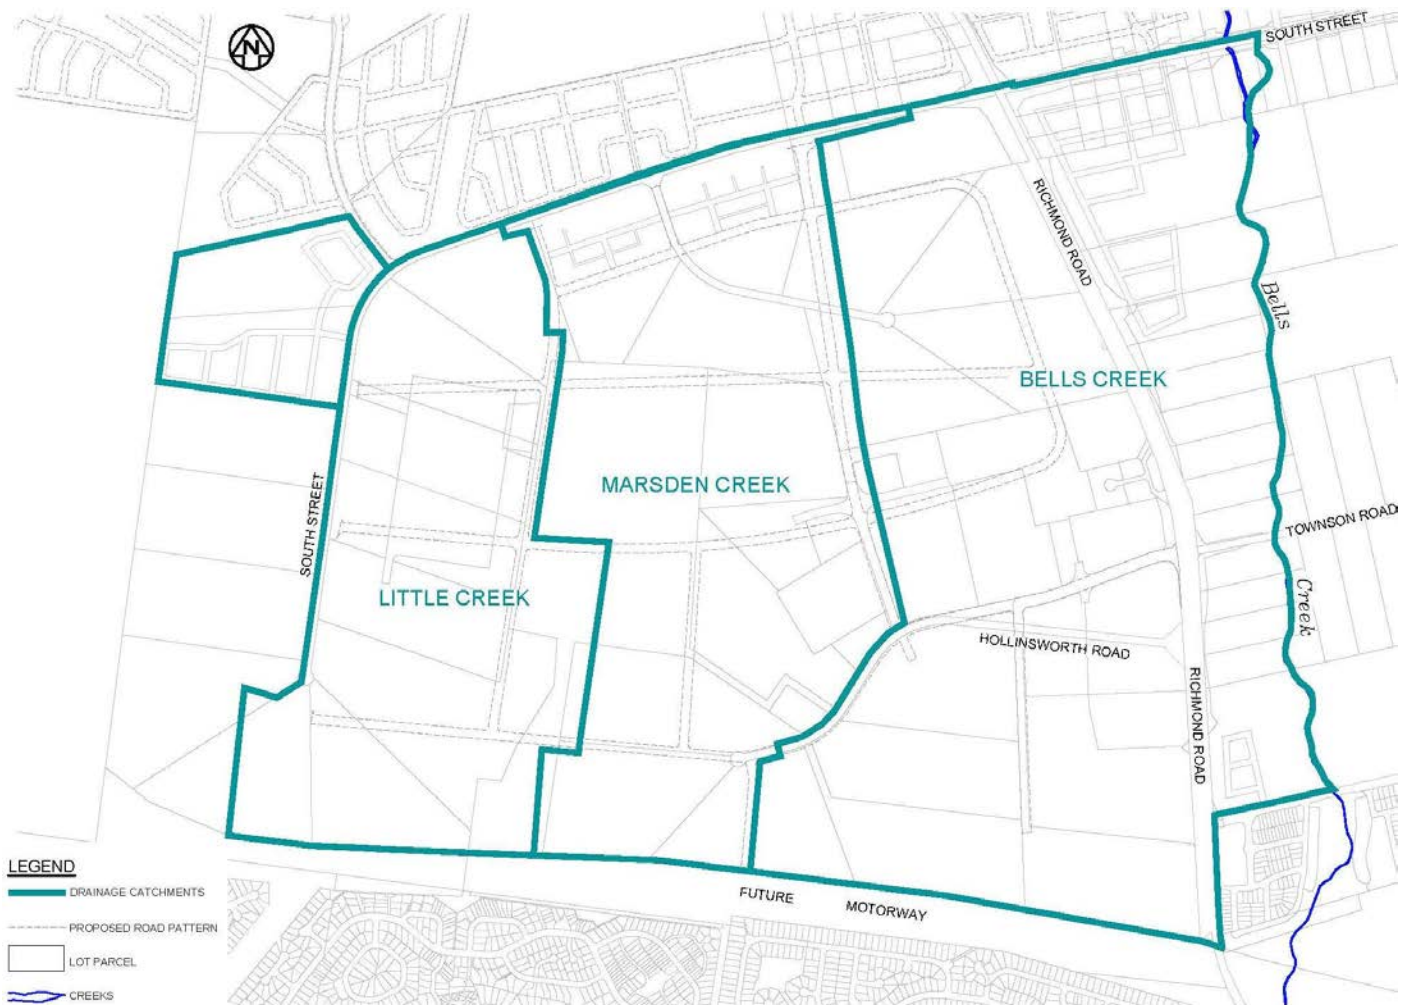 N
SOUTH STREET
RICHMOND ROAD
Bells
BELLS CREEK
MARSDEN CREEK
SOUTH STREET
TOWNSON ROAD
LITTLE CREEK
Creek
HOLLINSWORTH ROAD
RICHMOND ROAD
LEGEND
DRAINAGE CATCHMENTS
PROPOSED ROAD PATTERN
LOT PARCEL
CREEKS
FUTURE MOTORWAY